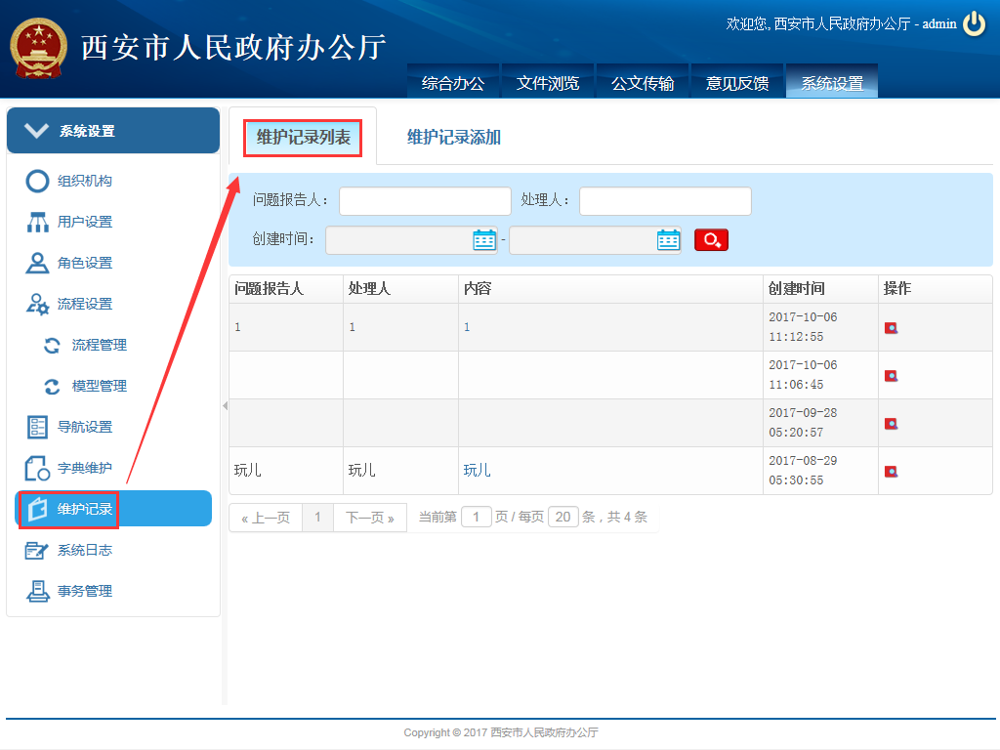 欢迎您, 西安市人民政府办公厅 - admin
西安市人民政府办公厅
综合办公 文件浏览 公文传输 意见反馈 系统设置
系统设置
组织机构
用户设置
角色设置
流程设置
流程管理
模型管理
导航设置
字典维护
维护记录
系统日志
事务管理
维护记录列表 维护记录添加
问题报告人： 处理人：
创建时间： -
问题报告人 处理人 内容 创建时间 操作
1 1 1 2017-10-06
11:12:55
2017-10-06
11:06:45
2017-09-28
05:20:57
玩儿 玩儿 玩儿 2017-08-29
05:30:55
« 上一页 1 下一页 » 当前第 1 页 / 每页 20 条，共 4 条
Copyright © 2017 西安市人民政府办公厅